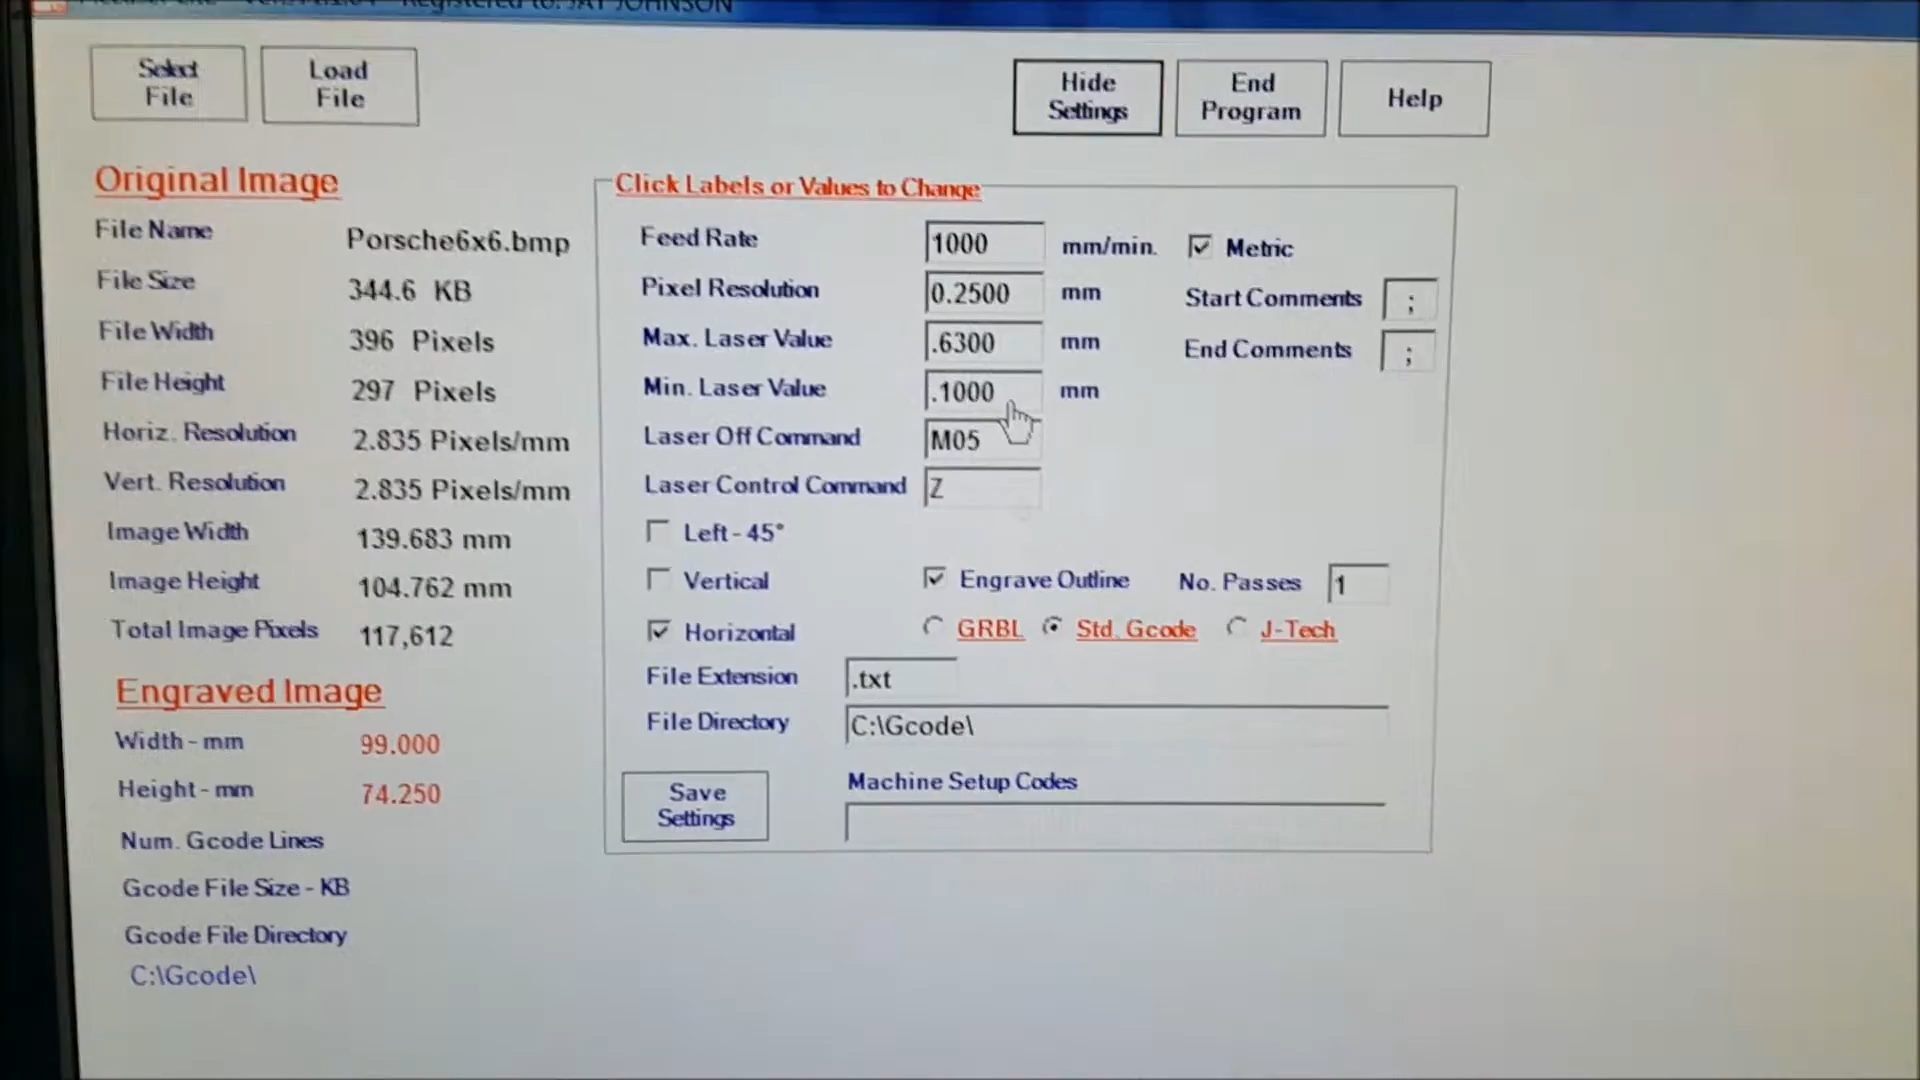 Registered to: JAY JOHNSON
Select File
Load File
Hide Settings
End Program
Help
Original Image
File Name Porsche6x6.bmp
File Size 344.6 KB
File Width 396 Pixels
File Height 297 Pixels
Horiz. Resolution 2.835 Pixels/mm
Vert. Resolution 2.835 Pixels/mm
Image Width 139.683 mm
Image Height 104.762 mm
Total Image Pixels 117,612
Engraved Image
Width - mm 99.000
Height - mm 74.250
Num. Gcode Lines
Gcode File Size - KB
Gcode File Directory
C:\Gcode\
Click Labels or Values to Change
Feed Rate 1000 mm/min. Metric
Pixel Resolution 0.2500 mm Start Comments ;
Max. Laser Value .6300 mm End Comments ;
Min. Laser Value .1000 mm
Laser Off Command M05
Laser Control Command Z
Left - 45°
Vertical Engrave Outline No. Passes 1
Horizontal GRBL Std. Gcode J-Tech
File Extension .txt
File Directory C:\Gcode\
Save Settings
Machine Setup Codes